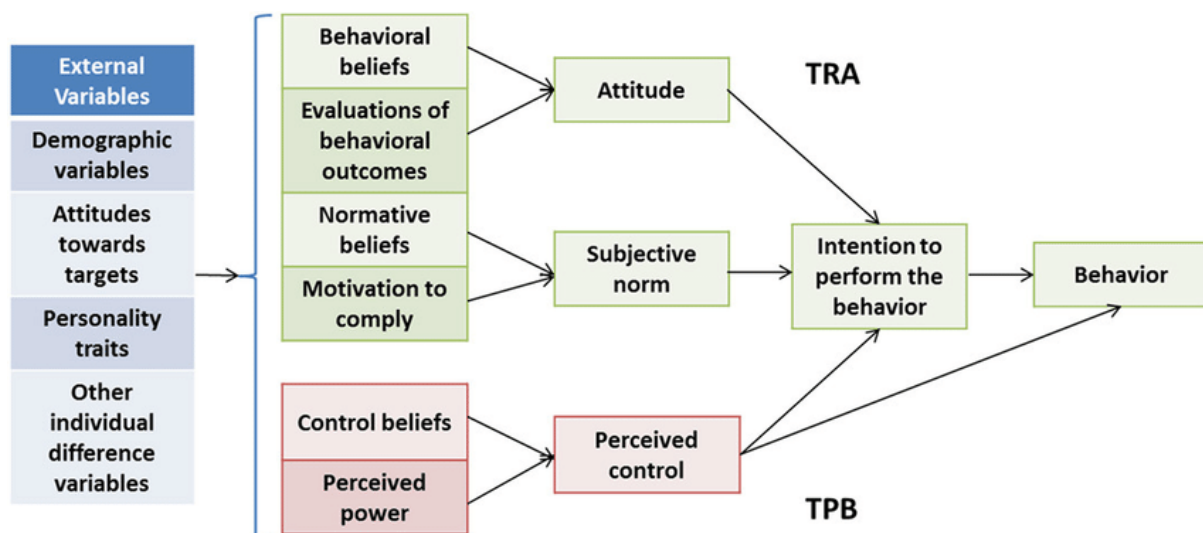 External
Variables
Demographic
variables
Attitudes
towards
targets
Personality
traits
Other
individual
difference
variables
Behavioral
beliefs
Evaluations of
behavioral
outcomes
Normative
beliefs
Motivation to
comply
Control beliefs
Perceived
power
Attitude
Subjective
norm
Perceived
control
TRA
Intention to
perform the
behavior
TPB
Behavior